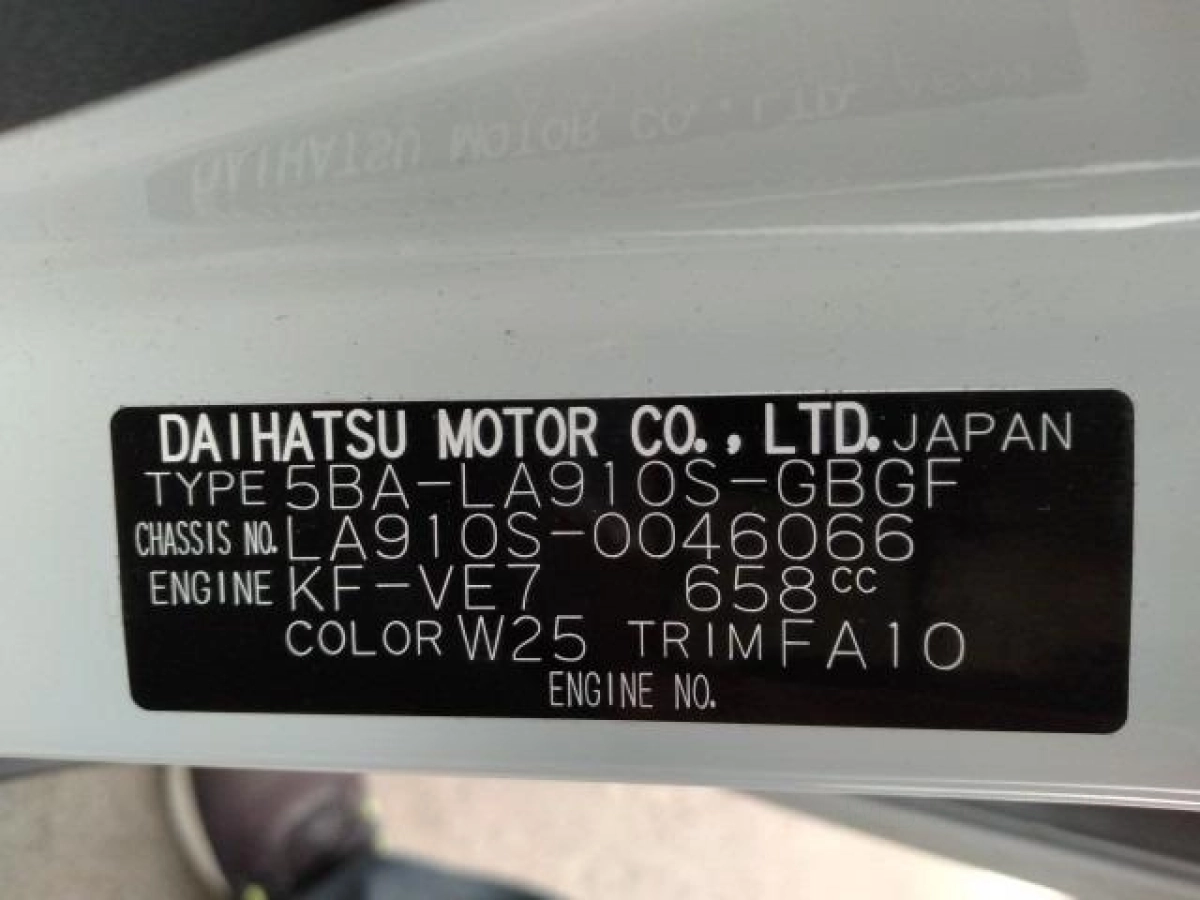 DAIHATSU MOTOR CO., LTD. JAPAN
TYPE 5BA-LA910S-GBGF
CHASSIS NO. LA910S-0046066
ENGINE KF-VE7 658CC
COLOR W25 TRIM FA10
ENGINE NO.